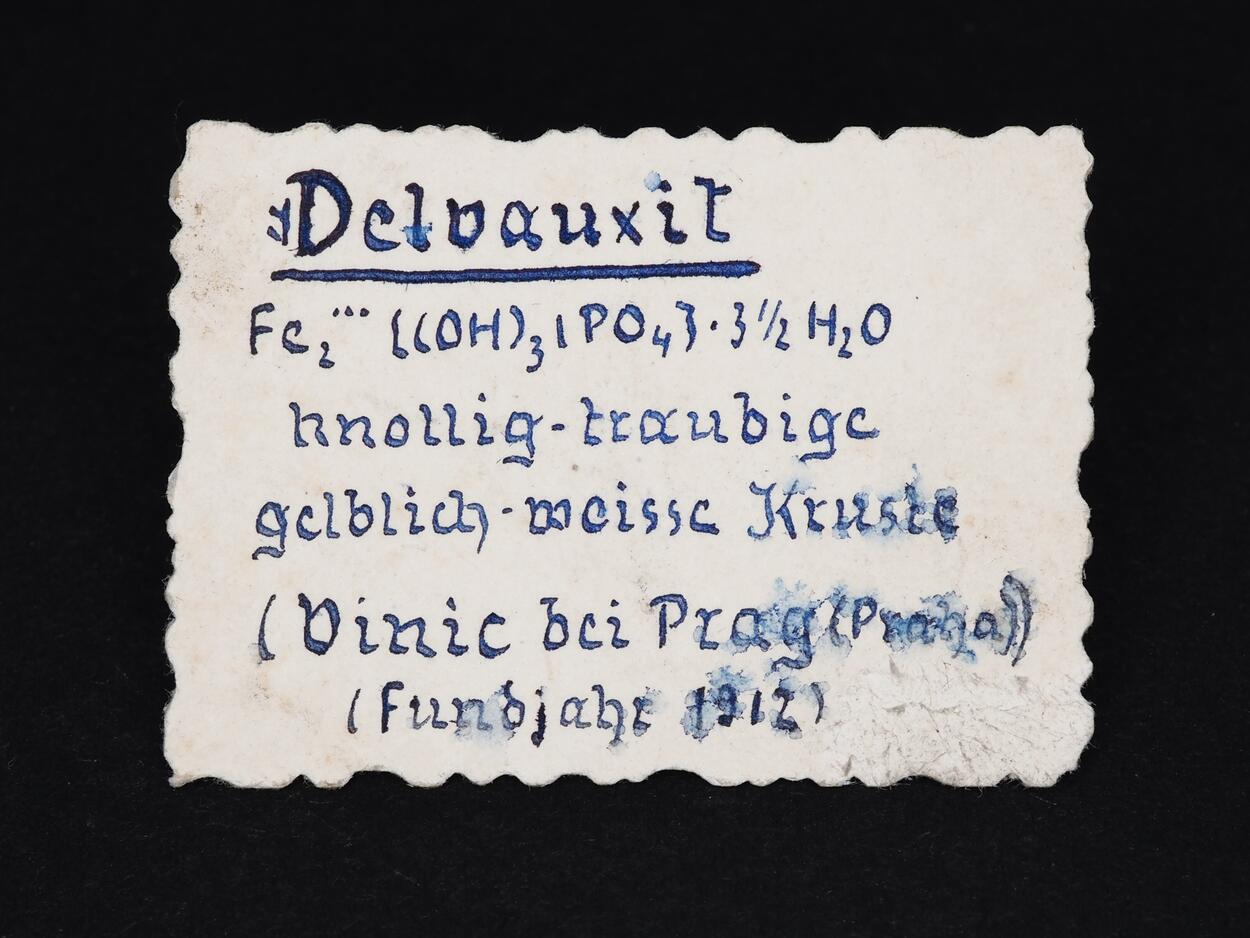 Delvauxit
Fe₂··· {(OH)₃|PO₄}·3½ H₂O
knollig-traubige
gelblich-weisse Kruste
(Vinic bei Prag (Praha))
(Fundjahr 1912)